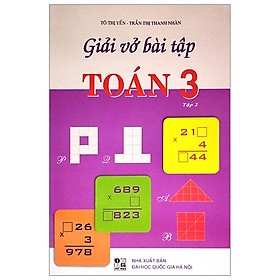 TÔ THỊ YẾN - TRẦN THỊ THANH NHÀN
Giải vở bài tập
TOÁN 3
Tập 2
21□
× 4
□44
P Q
689
× □
□823
A
B
□26
× 3
978
NHÀ XUẤT BẢN
ĐẠI HỌC QUỐC GIA HÀ NỘI